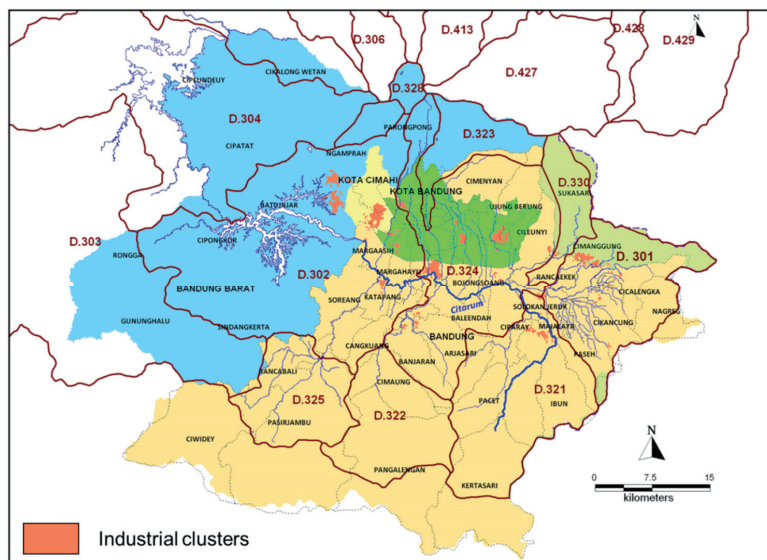 D.306
D.413
D.428
D.429
N
D.427
CIKALONG WETAN
D.328
D.304
PARONGPONG
D.323
CIPATAT
NGAMPRAH
KOTA CIMAHI
CIMENYAN
D.330
KOTA BANDUNG
SUKASARI
BATUJAJAR
UJUNG BERUNG
CILEUNYI
D.303
CIPONGKOR
MARGAASIH
CIMANGGUNG
RONGGA
D.302
D.324
D.301
MARGAHAYU
RANCAEKEK
BANDUNG BARAT
BOJONGSOANG
CICALENGKA
SOREANG
KATAPANG
Citarum
SOLOKANJERUK
NAGREG
GUNUNGHALU
SINDANGKERTA
BALEENDAH
CIPARAY
MAJALAYA
CIKANCUNG
BANDUNG
CANGKUANG
ARJASARI
PASEH
BANJARAN
RANCABALI
CIMAUNG
D.325
D.321
PACET
IBUN
D.322
PASIRJAMBU
CIWIDEY
N
PANGALENGAN
KERTASARI
0 7.5 15
kilometers
Industrial clusters